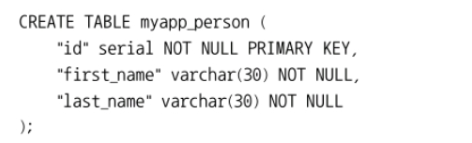 CREATE TABLE myapp_person (
    "id" serial NOT NULL PRIMARY KEY,
    "first_name" varchar(30) NOT NULL,
    "last_name" varchar(30) NOT NULL
);